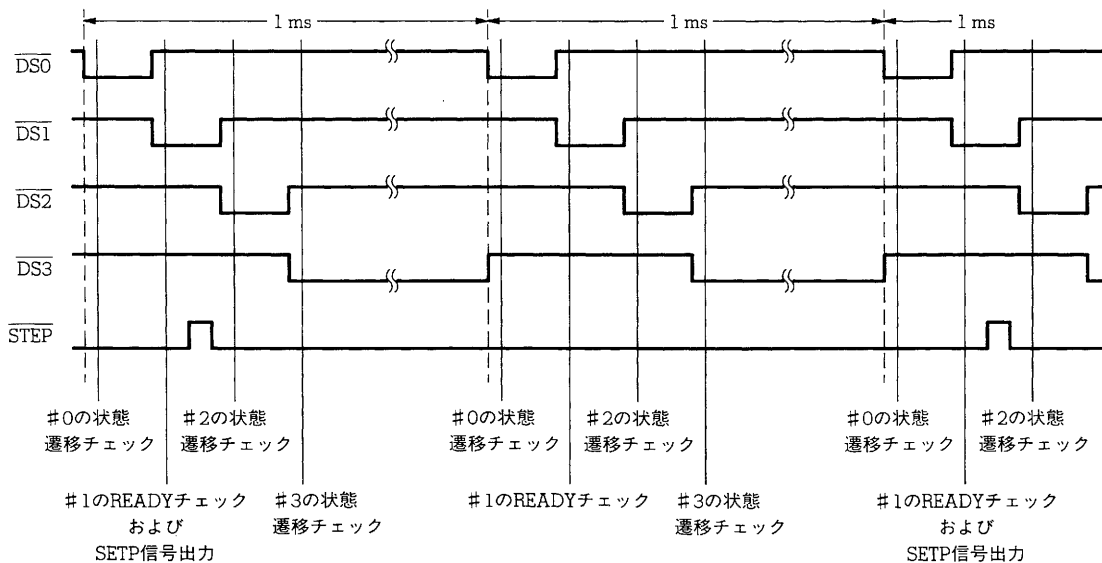 1 ms
1 ms
1 ms
DS0
DS1
DS2
DS3
STEP
#0の状態
遷移チェック
#2の状態
遷移チェック
#0の状態
遷移チェック
#2の状態
遷移チェック
#0の状態
遷移チェック
#2の状態
遷移チェック
#1のREADYチェック
および
SETP信号出力
#3の状態
遷移チェック
#1のREADYチェック
#3の状態
遷移チェック
#1のREADYチェック
および
SETP信号出力